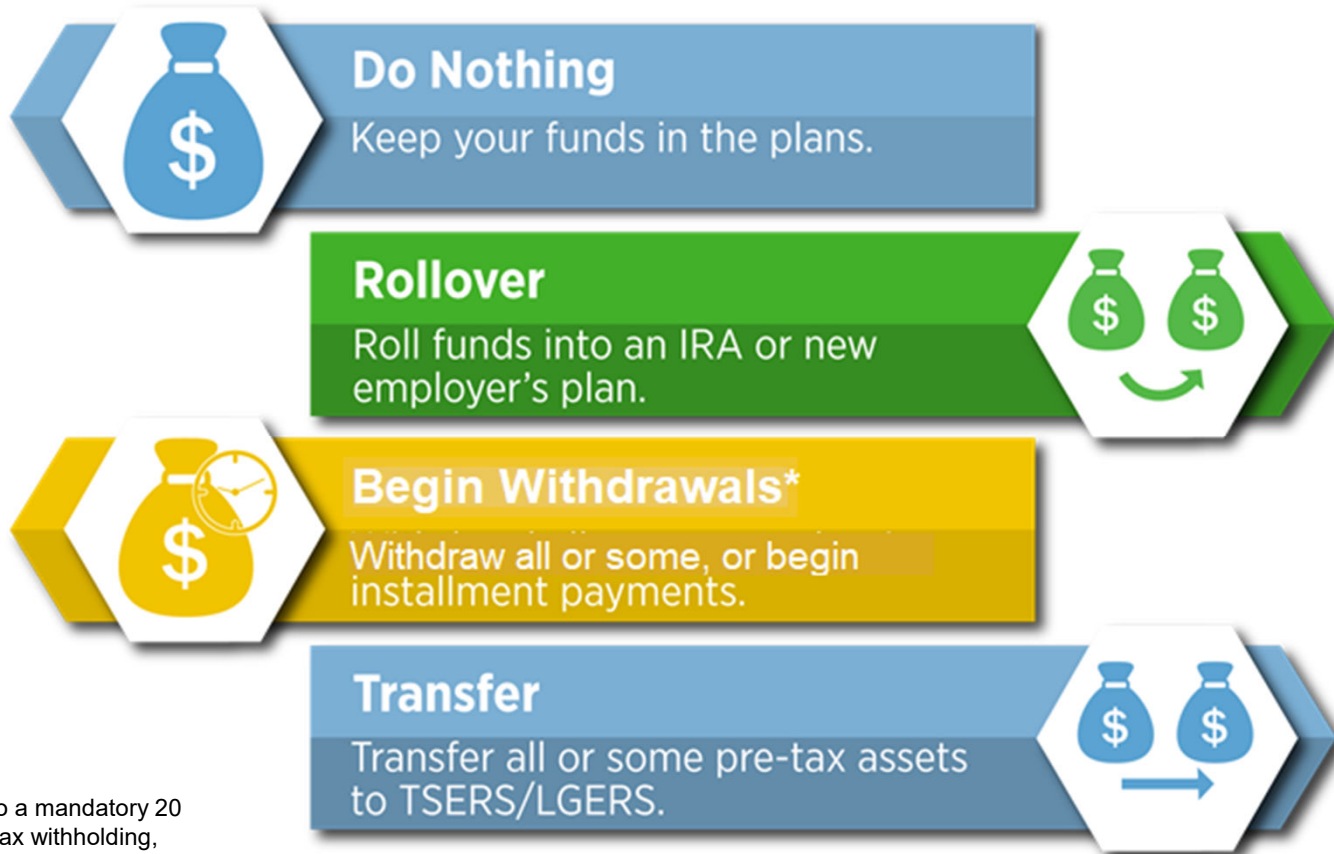 $
Do Nothing
Keep your funds in the plans.
Rollover
Roll funds into an IRA or new
employer's plan.
$ $
$
Begin Withdrawals*
Withdraw all or some, or begin
installment payments.
Transfer
Transfer all or some pre-tax assets
to TSERS/LGERS.
$ $
o a mandatory 20
ax withholding,